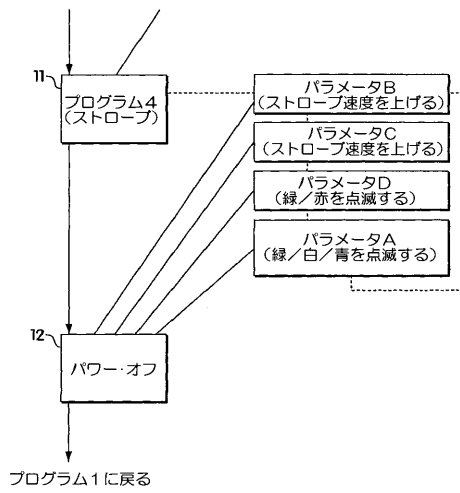 11
プログラム4
(ストローブ)
パラメータB
(ストローブ速度を上げる)
パラメータC
(ストローブ速度を上げる)
パラメータD
(緑／赤を点滅する)
パラメータA
(緑／白／青を点滅する)
12
パワー・オフ
プログラム1に戻る